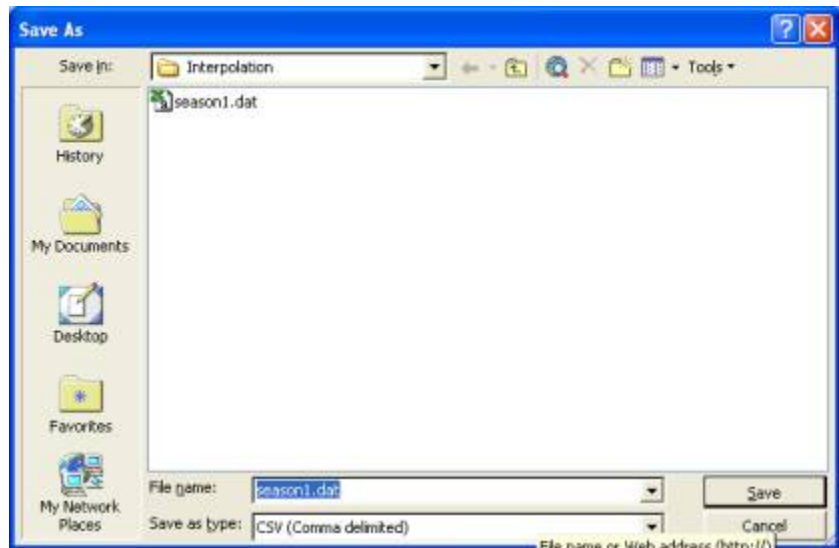 Save As
Save in:
Interpolation
Tools
season1.dat
History
My Documents
Desktop
Favorites
My Network
Places
File name:
season1.dat
Save
Save as type:
CSV (Comma delimited)
Cancel
File name or Web address (http://)